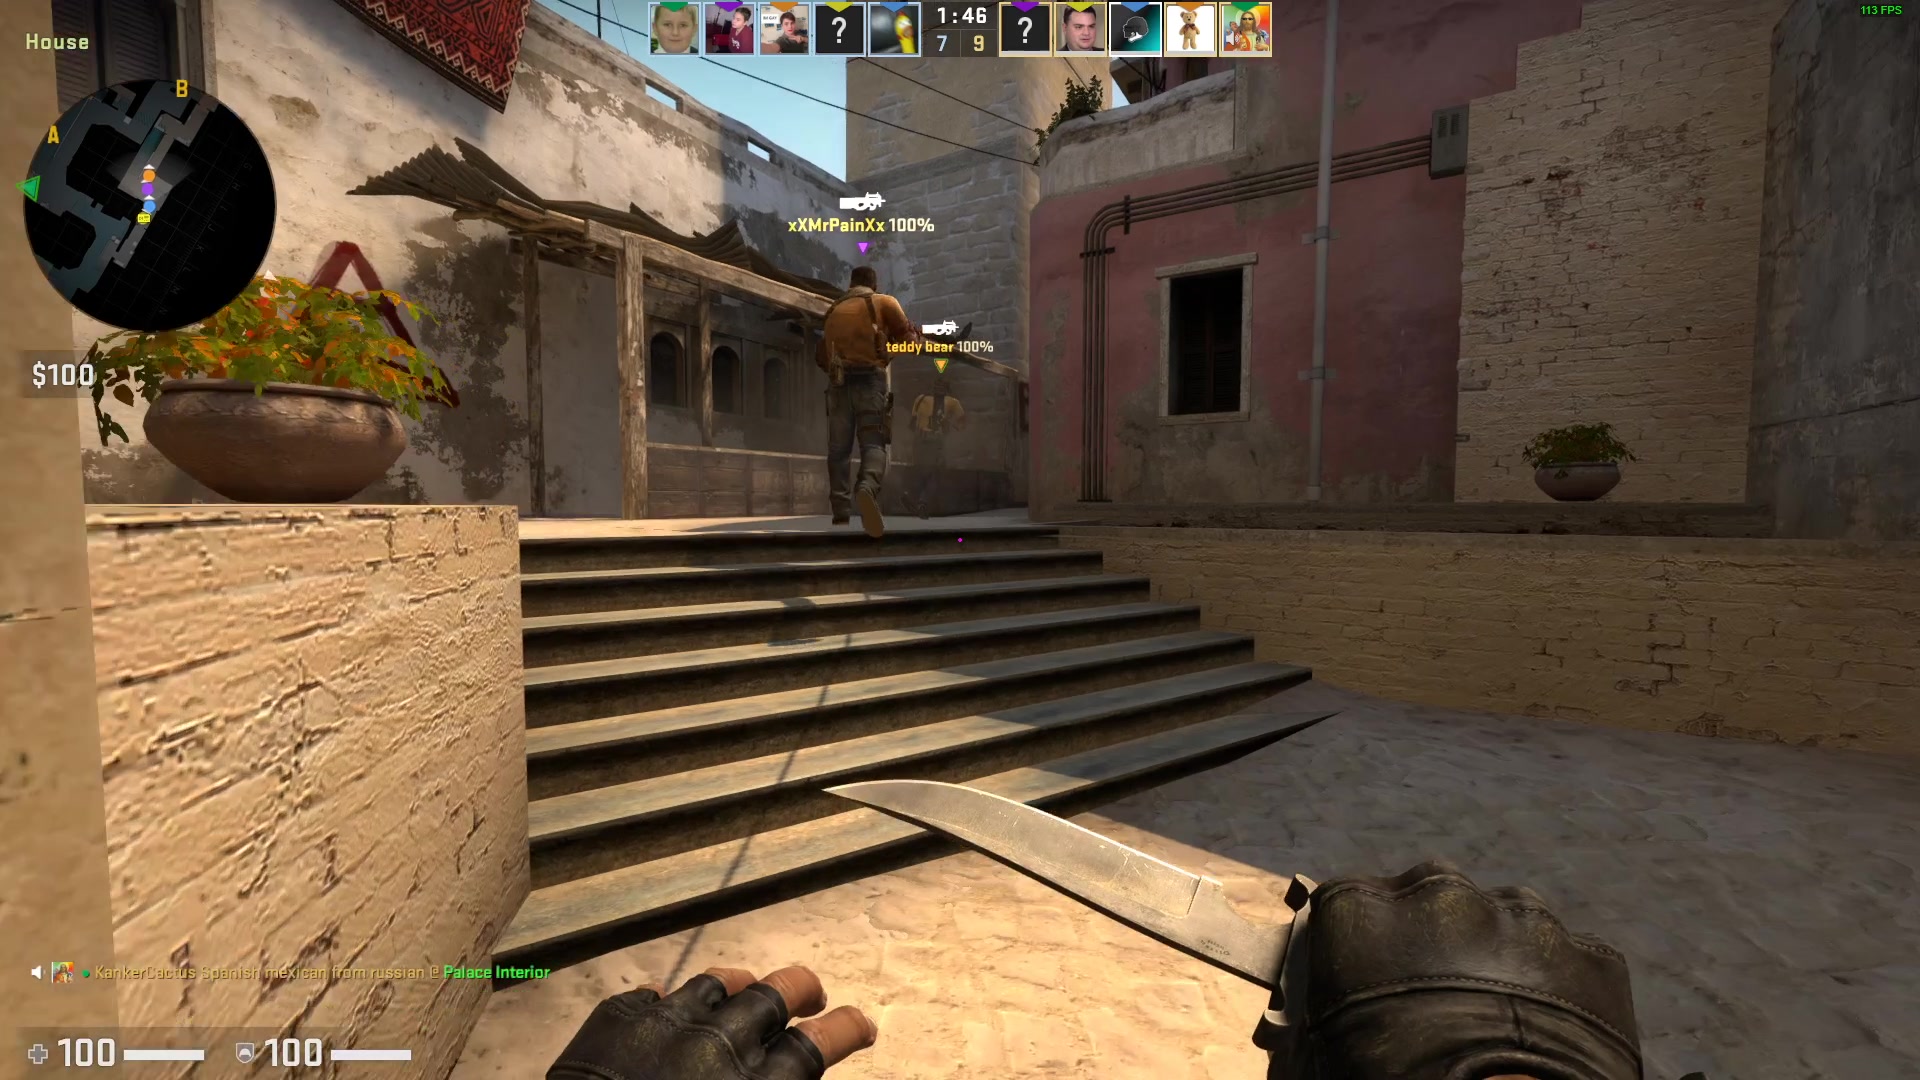 113 FPS
House
1:46
7 9
? ?
B
A
xXMrPainXx 100%
teddy bear 100%
$100
KankerCactus Spanish mexican from russian @ Palace Interior
100 100